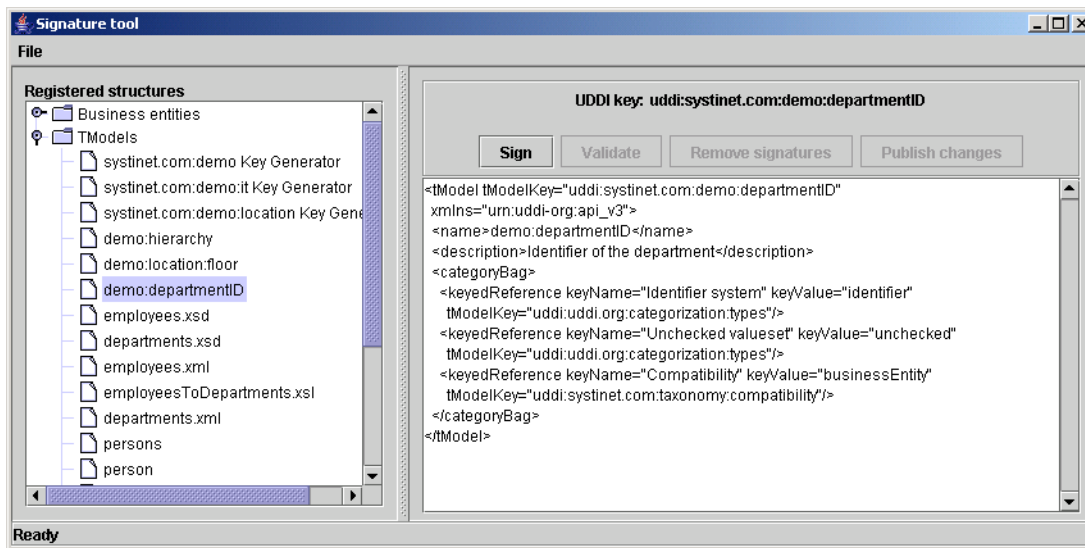 Signature tool
File
Registered structures
Business entities
TModels
systinet.com:demo Key Generator
systinet.com:demo:it Key Generator
systinet.com:demo:location Key Gene
demo:hierarchy
demo:location:floor
demo:departmentID
employees.xsd
departments.xsd
employees.xml
employeesToDepartments.xsl
departments.xml
persons
person
UDDI key: uddi:systinet.com:demo:departmentID
Sign Validate Remove signatures Publish changes
<tModel tModelKey="uddi:systinet.com:demo:departmentID"
xmlns="urn:uddi-org:api_v3">
<name>demo:departmentID</name>
<description>Identifier of the department</description>
<categoryBag>
<keyedReference keyName="Identifier system" keyValue="identifier"
tModelKey="uddi:uddi.org:categorization:types"/>
<keyedReference keyName="Unchecked valueset" keyValue="unchecked"
tModelKey="uddi:uddi.org:categorization:types"/>
<keyedReference keyName="Compatibility" keyValue="businessEntity"
tModelKey="uddi:systinet.com:taxonomy:compatibility"/>
</categoryBag>
</tModel>
Ready